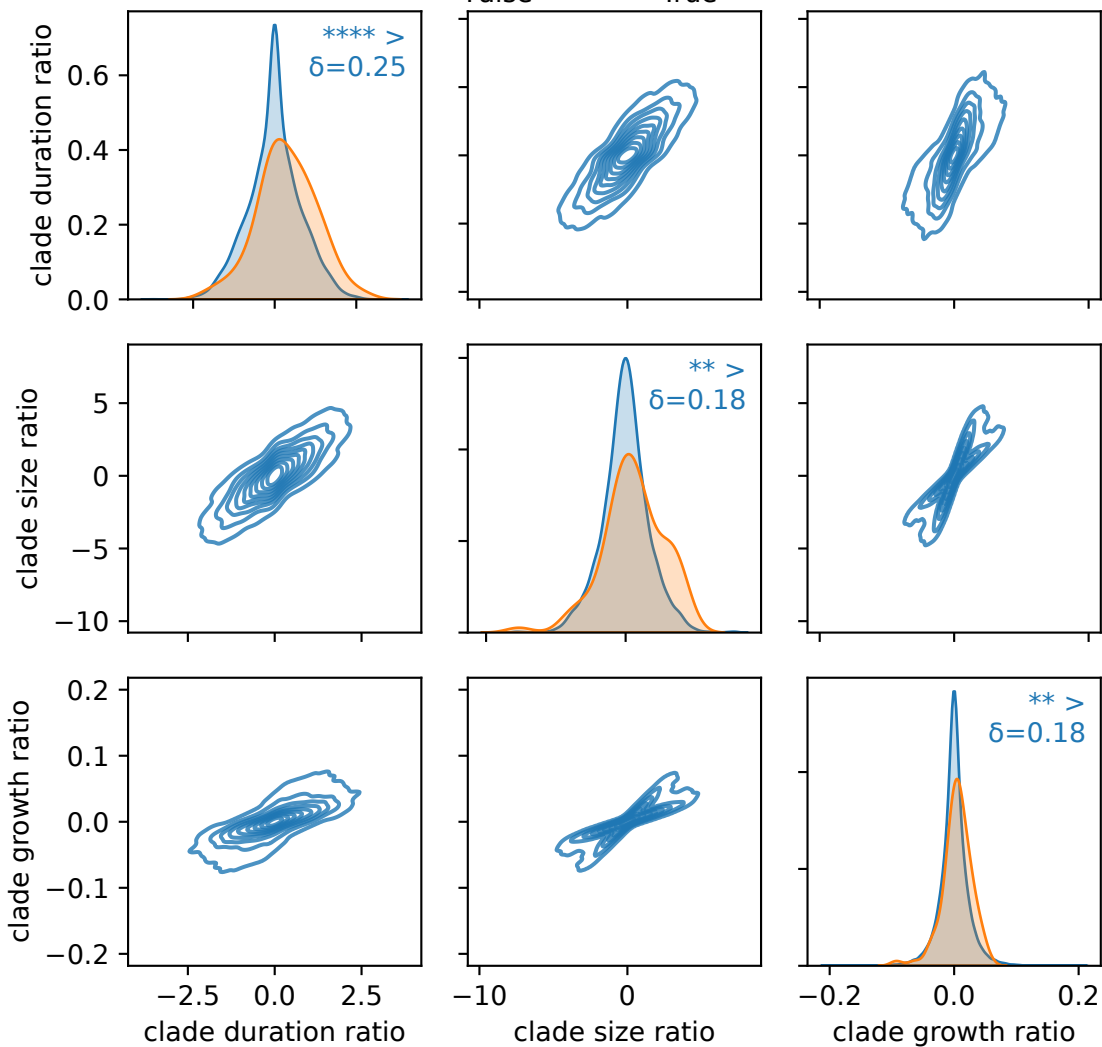 True
clade duration ratio
0.6
0.4
0.2
0.0
**** >
δ=0.25
clade size ratio
5
0
−5
−10
** >
δ=0.18
clade growth ratio
0.2
0.1
0.0
−0.1
−0.2
** >
δ=0.18
−2.5 0.0 2.5
−10 0
−0.2 0.0 0.2
clade duration ratio
clade size ratio
clade growth ratio